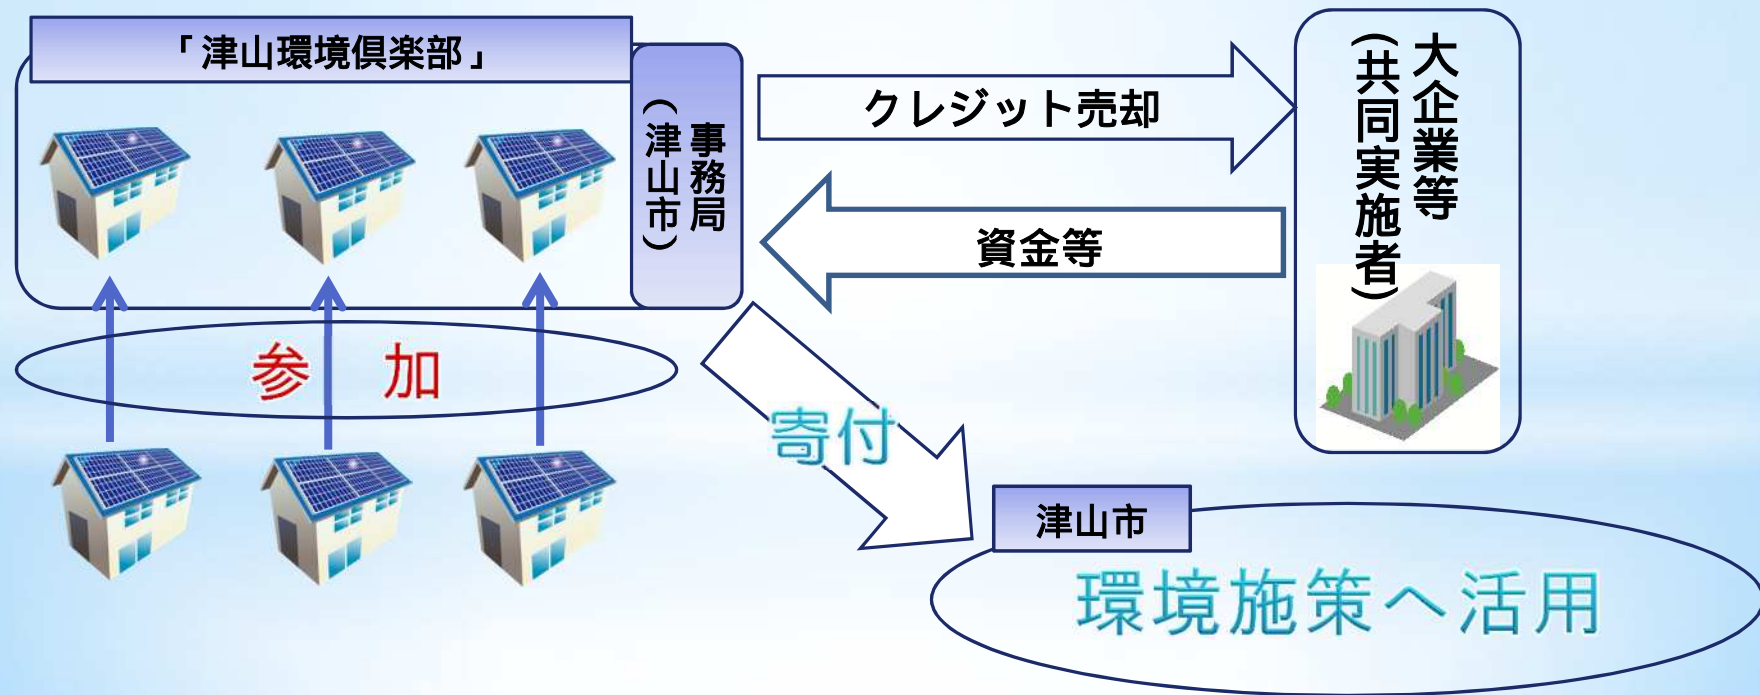 「津山環境倶楽部」
事務局
(津山市)
クレジット売却
資金等
大企業等
(共同実施者)
参 加
寄付
津山市
環境施策へ活用